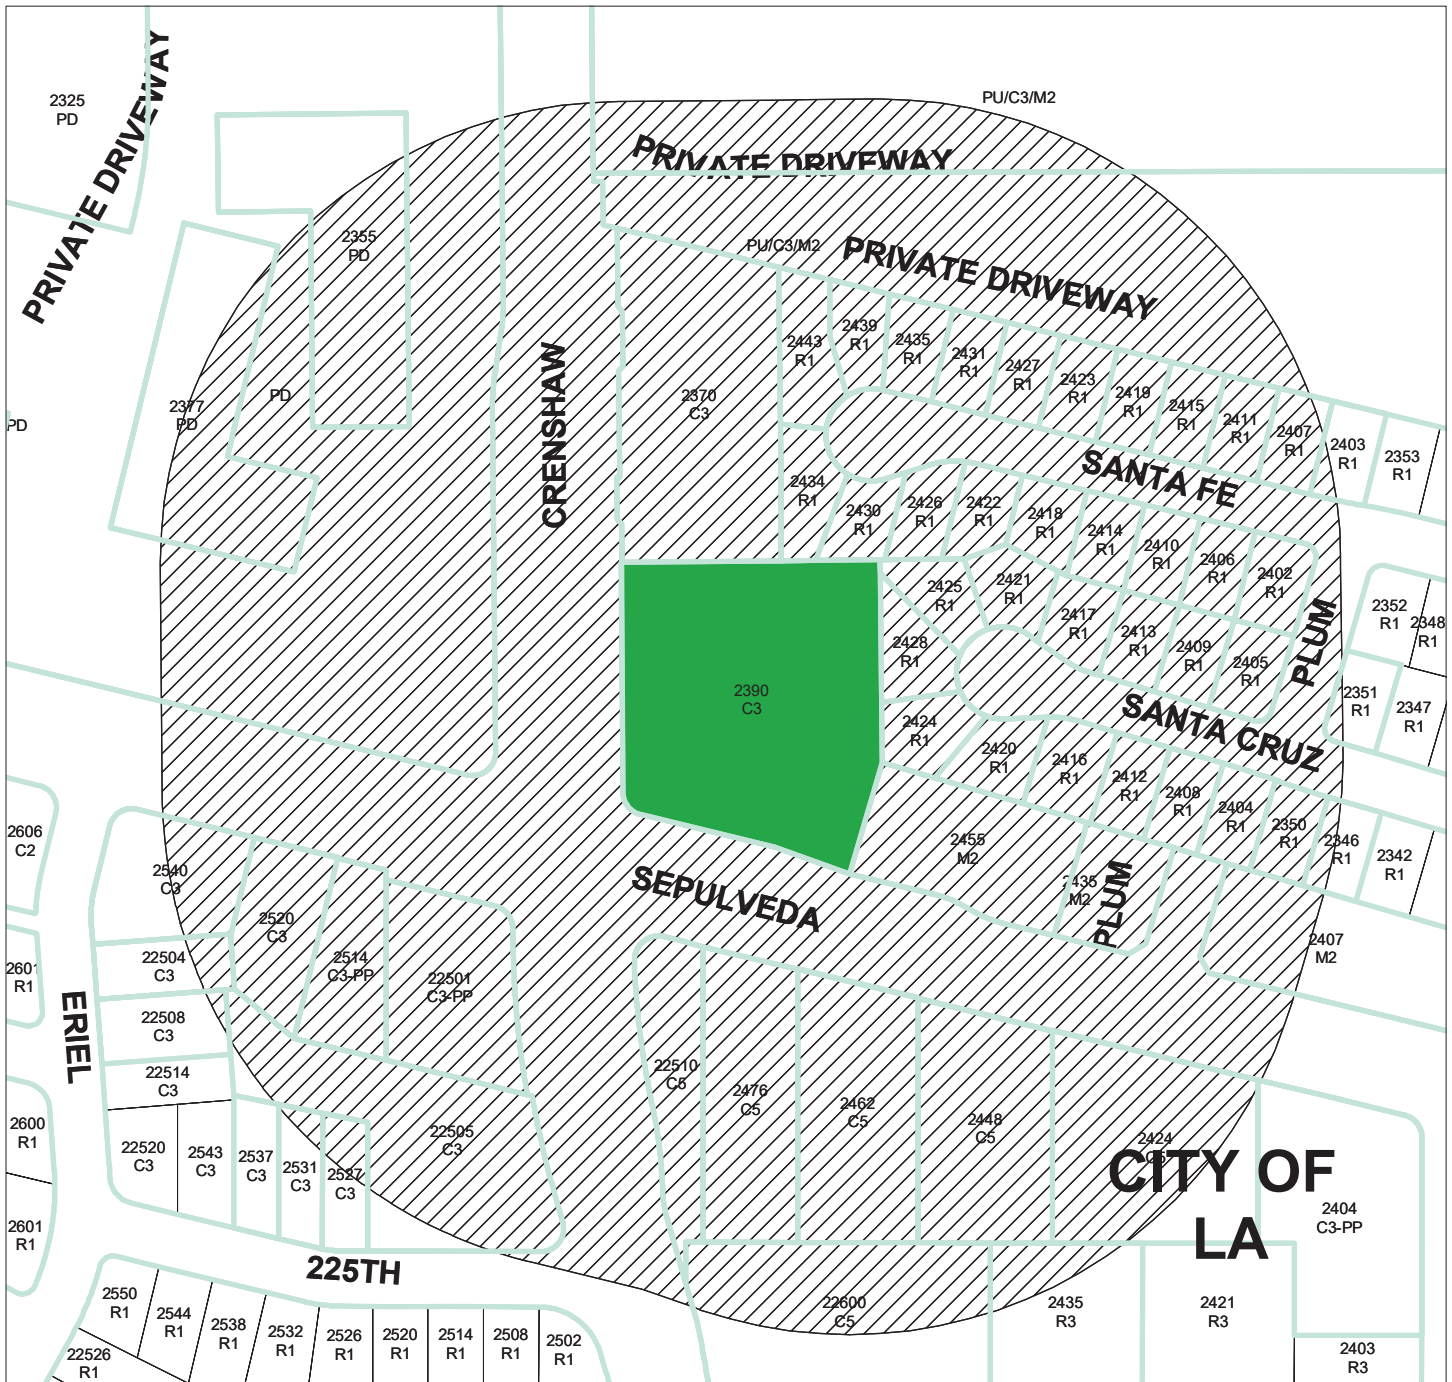 PRIVATE DRIVEWAY
2325
PD
PU/C3/M2
PRIVATE DRIVEWAY
2355
PD
PU/C3/M2
PRIVATE DRIVEWAY
2377
PD
PD
PD
CRENSHAW
2370
C3
2443
R1
2439
R1
2435
R1
2431
R1
2427
R1
2423
R1
2419
R1
2415
R1
2411
R1
2407
R1
2403
R1
2353
R1
SANTA FE
2434
R1
2430
R1
2426
R1
2422
R1
2418
R1
2414
R1
2410
R1
2406
R1
2402
R1
2425
R1
2421
R1
2417
R1
2413
R1
2409
R1
2405
R1
PLUM
2352
R1
2348
R1
2351
R1
2347
R1
2428
R1
2424
R1
2390
C3
SANTA CRUZ
2420
R1
2416
R1
2412
R1
2408
R1
2404
R1
2350
R1
2346
R1
2342
R1
2455
M2
2435
M2
PLUM
2407
M2
SEPULVEDA
2606
C2
2540
C3
2520
C3
2514
C3-PP
22501
C3-PP
22504
C3
2601
R1
22508
C3
ERIEL
22514
C3
2600
R1
22520
C3
2543
C3
2537
C3
2531
C3
2527
C3
22505
C3
22510
C5
2476
C5
2462
C5
2448
C5
2424
C5
CITY OF
LA
2404
C3-PP
2601
R1
225TH
2550
R1
2544
R1
2538
R1
2532
R1
2526
R1
2520
R1
2514
R1
2508
R1
2502
R1
22526
R1
22600
C5
2435
R3
2421
R3
2403
R3